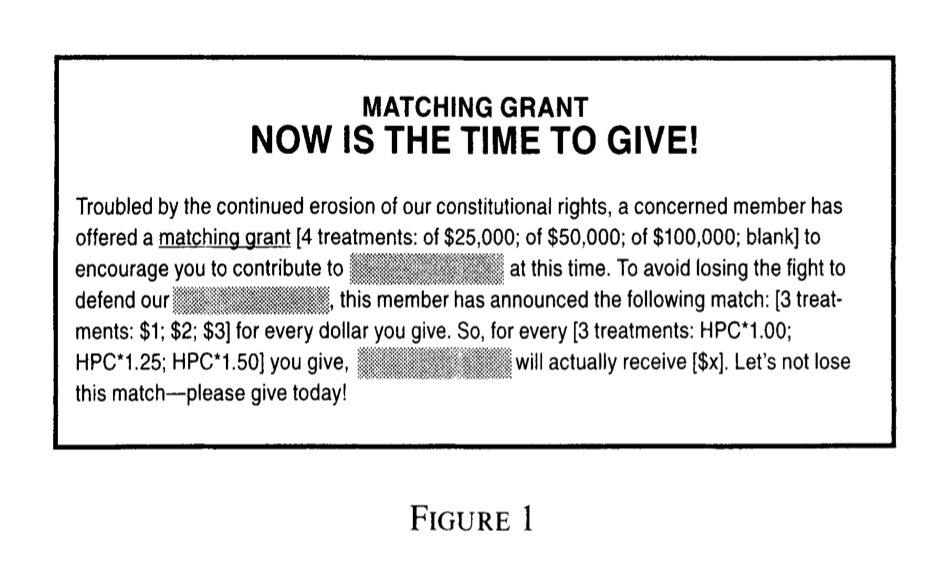 MATCHING GRANT
NOW IS THE TIME TO GIVE!
Troubled by the continued erosion of our constitutional rights, a concerned member has
offered a matching grant [4 treatments: of $25,000; of $50,000; of $100,000; blank] to
encourage you to contribute to at this time. To avoid losing the fight to
defend our , this member has announced the following match: [3 treat-
ments: $1; $2; $3] for every dollar you give. So, for every [3 treatments: HPC*1.00;
HPC*1.25; HPC*1.50] you give, will actually receive [$x]. Let's not lose
this match—please give today!
FIGURE 1